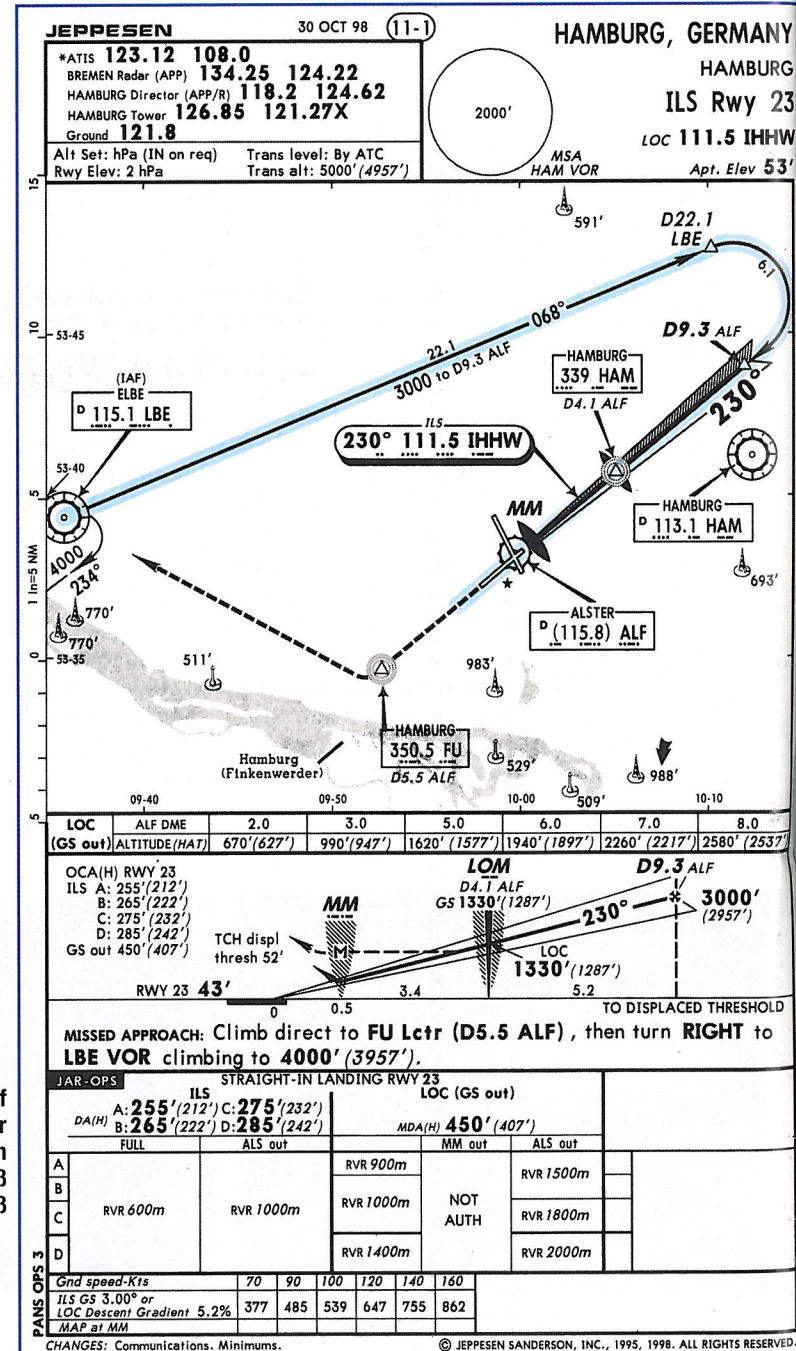 JEPPESEN 30 OCT 98 11-1 HAMBURG, GERMANY
HAMBURG
ILS Rwy 23
LOC 111.5 IHHW
Apt. Elev 53'
*ATIS 123.12 108.0
BREMEN Radar (APP) 134.25 124.22
HAMBURG Director (APP/R) 118.2 124.62
HAMBURG Tower 126.85 121.27X
Ground 121.8
Alt Set: hPa (IN on req) Trans level: By ATC
Rwy Elev: 2 hPa Trans alt: 5000' (4957')
2000'
MSA
HAM VOR
15
591'
D22.1
LBE
6.1
10
53-45
068°
22.1
3000 to D9.3 ALF
D9.3 ALF
HAMBURG
339 HAM
D4.1 ALF
230°
(IAF)
ELBE
D 115.1 LBE
ILS
230° 111.5 IHHW
53-40
5
MM
HAMBURG
D 113.1 HAM
4000
234°
693'
1 In=5 NM
770'
770'
ALSTER
D (115.8) ALF
0
53-35
511'
983'
HAMBURG
350.5 FU
D5.5 ALF
Hamburg
(Finkenwerder)
529'
988'
509'
5
09-40 09-50 10-00 10-10
LOC ALF DME 2.0 3.0 5.0 6.0 7.0 8.0
(GS out) ALTITUDE(HAT) 670'(627') 990'(947') 1620'(1577') 1940'(1897') 2260'(2217') 2580'(2537'
OCA(H) RWY 23
ILS A: 255'(212')
B: 265'(222')
C: 275'(232')
D: 285'(242')
GS out 450'(407')
MM
LOM
D4.1 ALF
GS 1330'(1287')
D9.3 ALF
3000'
(2957')
230°
TCH displ
thresh 52'
M
LOC
1330'(1287')
RWY 23 43'
0 0.5 3.4 5.2
TO DISPLACED THRESHOLD
MISSED APPROACH: Climb direct to FU Lctr (D5.5 ALF), then turn RIGHT to
LBE VOR climbing to 4000' (3957').
JAR-OPS STRAIGHT-IN LANDING RWY 23
ILS LOC (GS out)
DA(H) A: 255'(212') C: 275'(232')
B: 265'(222') D: 285'(242') MDA(H) 450'(407')
FULL ALS out MM out ALS out
A RVR 900m RVR 1500m
B
C RVR 600m RVR 1000m RVR 1000m NOT AUTH RVR 1800m
D RVR 1400m RVR 2000m
PANS OPS 3
Gnd speed-Kts 70 90 100 120 140 160
ILS GS 3.00° or
LOC Descent Gradient 5.2% 377 485 539 647 755 862
MAP at MM
CHANGES: Communications. Minimums. © JEPPESEN SANDERSON, INC., 1995, 1998. ALL RIGHTS RESERVED.